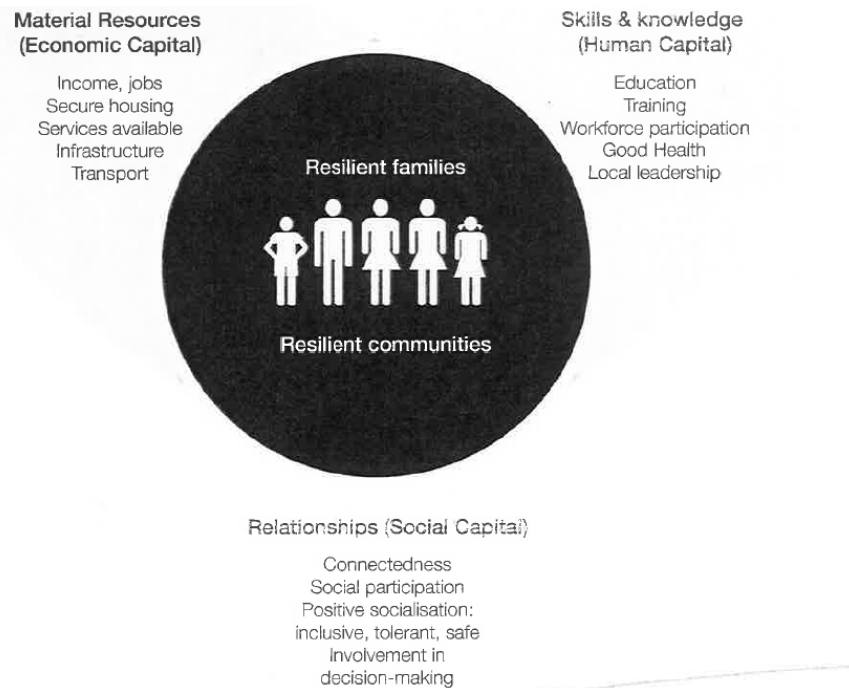 Material Resources
(Economic Capital)
Income, jobs
Secure housing
Services available
Infrastructure
Transport
Skills & knowledge
(Human Capital)
Education
Training
Workforce participation
Good Health
Local leadership
Resilient families
Resilient communities
Relationships (Social Capital)
Connectedness
Social participation
Positive socialisation:
inclusive, tolerant, safe
Involvement in
decision-making